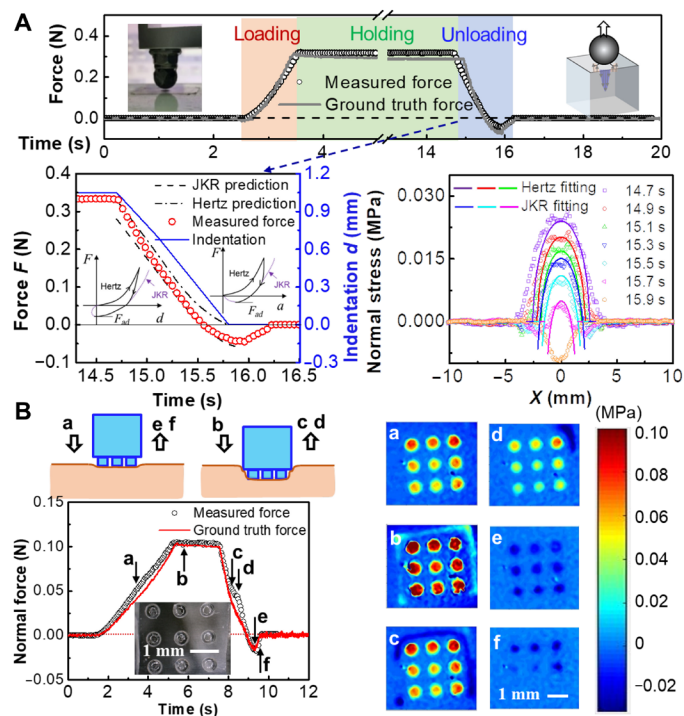 A
Loading
Holding
Unloading
Force (N)
0.4
0.2
0.0
Measured force
Ground truth force
Time (s)
0
2
4
14
16
18
20
Force F (N)
0.4
0.3
0.2
0.1
0.0
−0.1
JKR prediction
Hertz prediction
Measured force
Indentation
F
Hertz
JKR
F_ad
d
F
Hertz
JKR
F_ad
a
1.2
0.9
0.6
0.3
0.0
−0.3
Indentation d (mm)
14.5
15.0
15.5
16.0
16.5
Time (s)
Normal stress (MPa)
0.025
0.000
Hertz fitting
JKR fitting
14.7 s
14.9 s
15.1 s
15.3 s
15.5 s
15.7 s
15.9 s
−10
−5
0
5
10
X (mm)
B
a
e f
b
c d
Normal force (N)
0.15
0.10
0.05
0.00
−0.05
Measured force
Ground truth force
a
b
c
d
e
f
1 mm
0
2
4
6
8
10
12
Time (s)
a
d
b
e
c
f
1 mm
(MPa)
0.10
0.08
0.06
0.04
0.02
0
−0.02